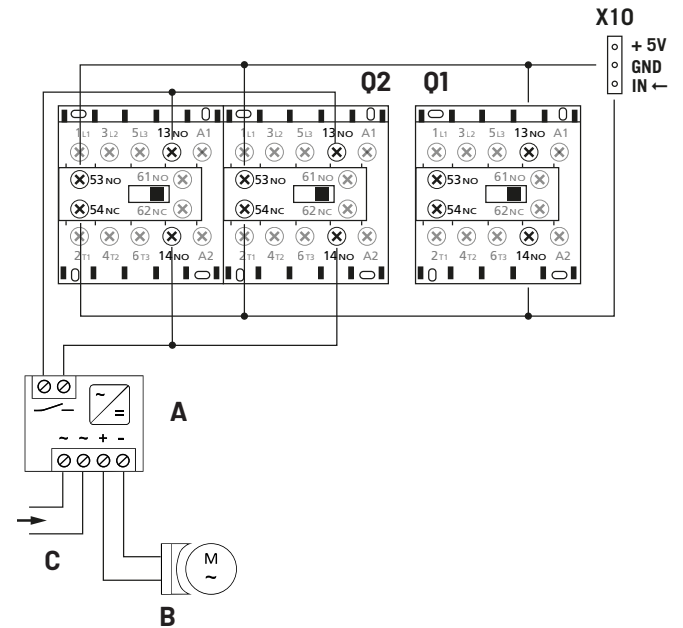 X10
+ 5V
GND
IN ←
Q2 Q1
1L1 3L2 5L3 13NO A1 1L1 3L2 5L3 13NO A1 1L1 3L2 5L3 13NO A1
53NO 61NO 53NO 61NO 53NO 61NO
54NC 62NC 54NC 62NC 54NC 62NC
2T1 4T2 6T3 14NO A2 2T1 4T2 6T3 14NO A2 2T1 4T2 6T3 14NO A2
~
=
A
~ ~ + -
C
M
~
B